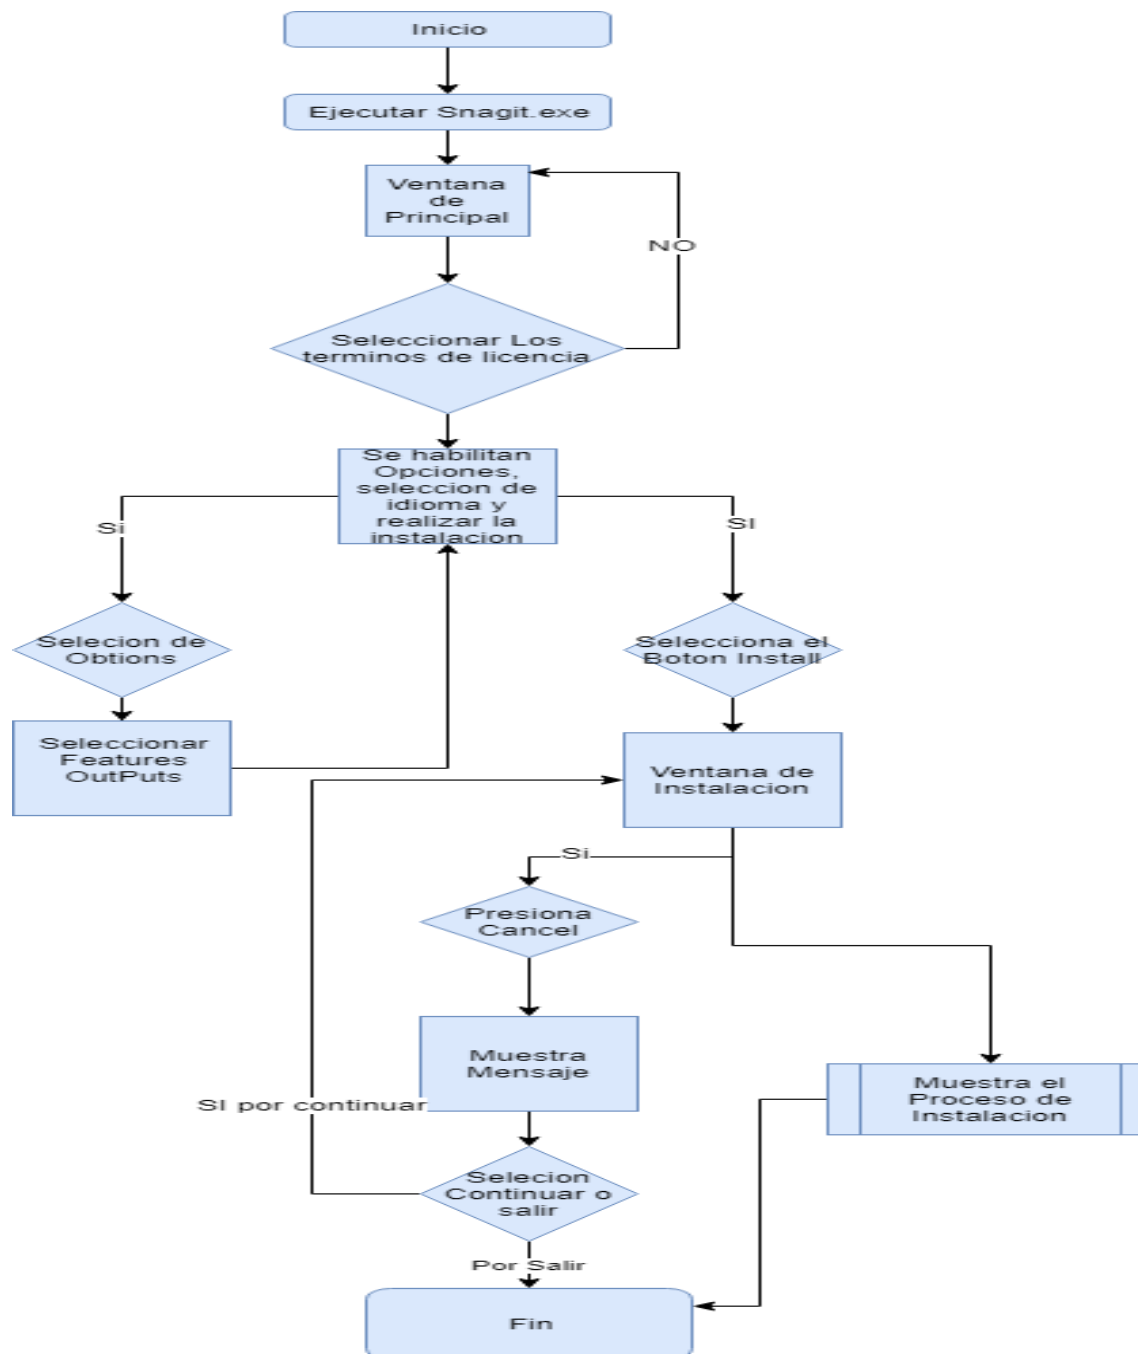 Inicio
Ejecutar Snagit.exe
Ventana
de
Principal
NO
Seleccionar Los
terminos de licencia
Se habilitan
Opciones,
seleccion de
idioma y
realizar la
instalacion
Si
SI
Selecion de
Obtions
Selecciona el
Boton Install
Seleccionar
Features
OutPuts
Ventana de
Instalacion
Si
Presiona
Cancel
Muestra
Mensaje
Muestra el
Proceso de
Instalacion
SI por continuar
Selecion
Continuar o
salir
Por Salir
Fin